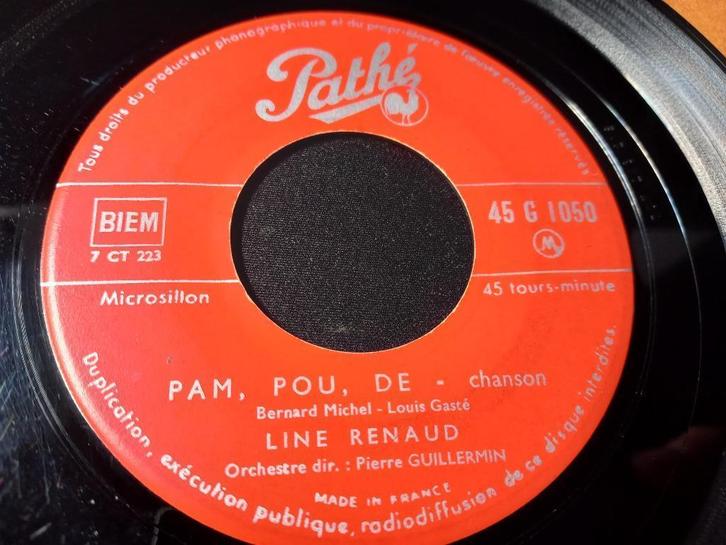 Tous droits du producteur phonographique et du propriétaire de l'œuvre enregistrée réservés
Pathé
BIEM
7 CT 223
45 G 1050
M
Microsillon
45 tours-minute
PAM, POU, DE - chanson
Bernard Michel - Louis Gasté
LINE RENAUD
Orchestre dir. : Pierre GUILLERMIN
MADE IN FRANCE
Duplication, exécution publique, radiodiffusion de ce disque interdites.